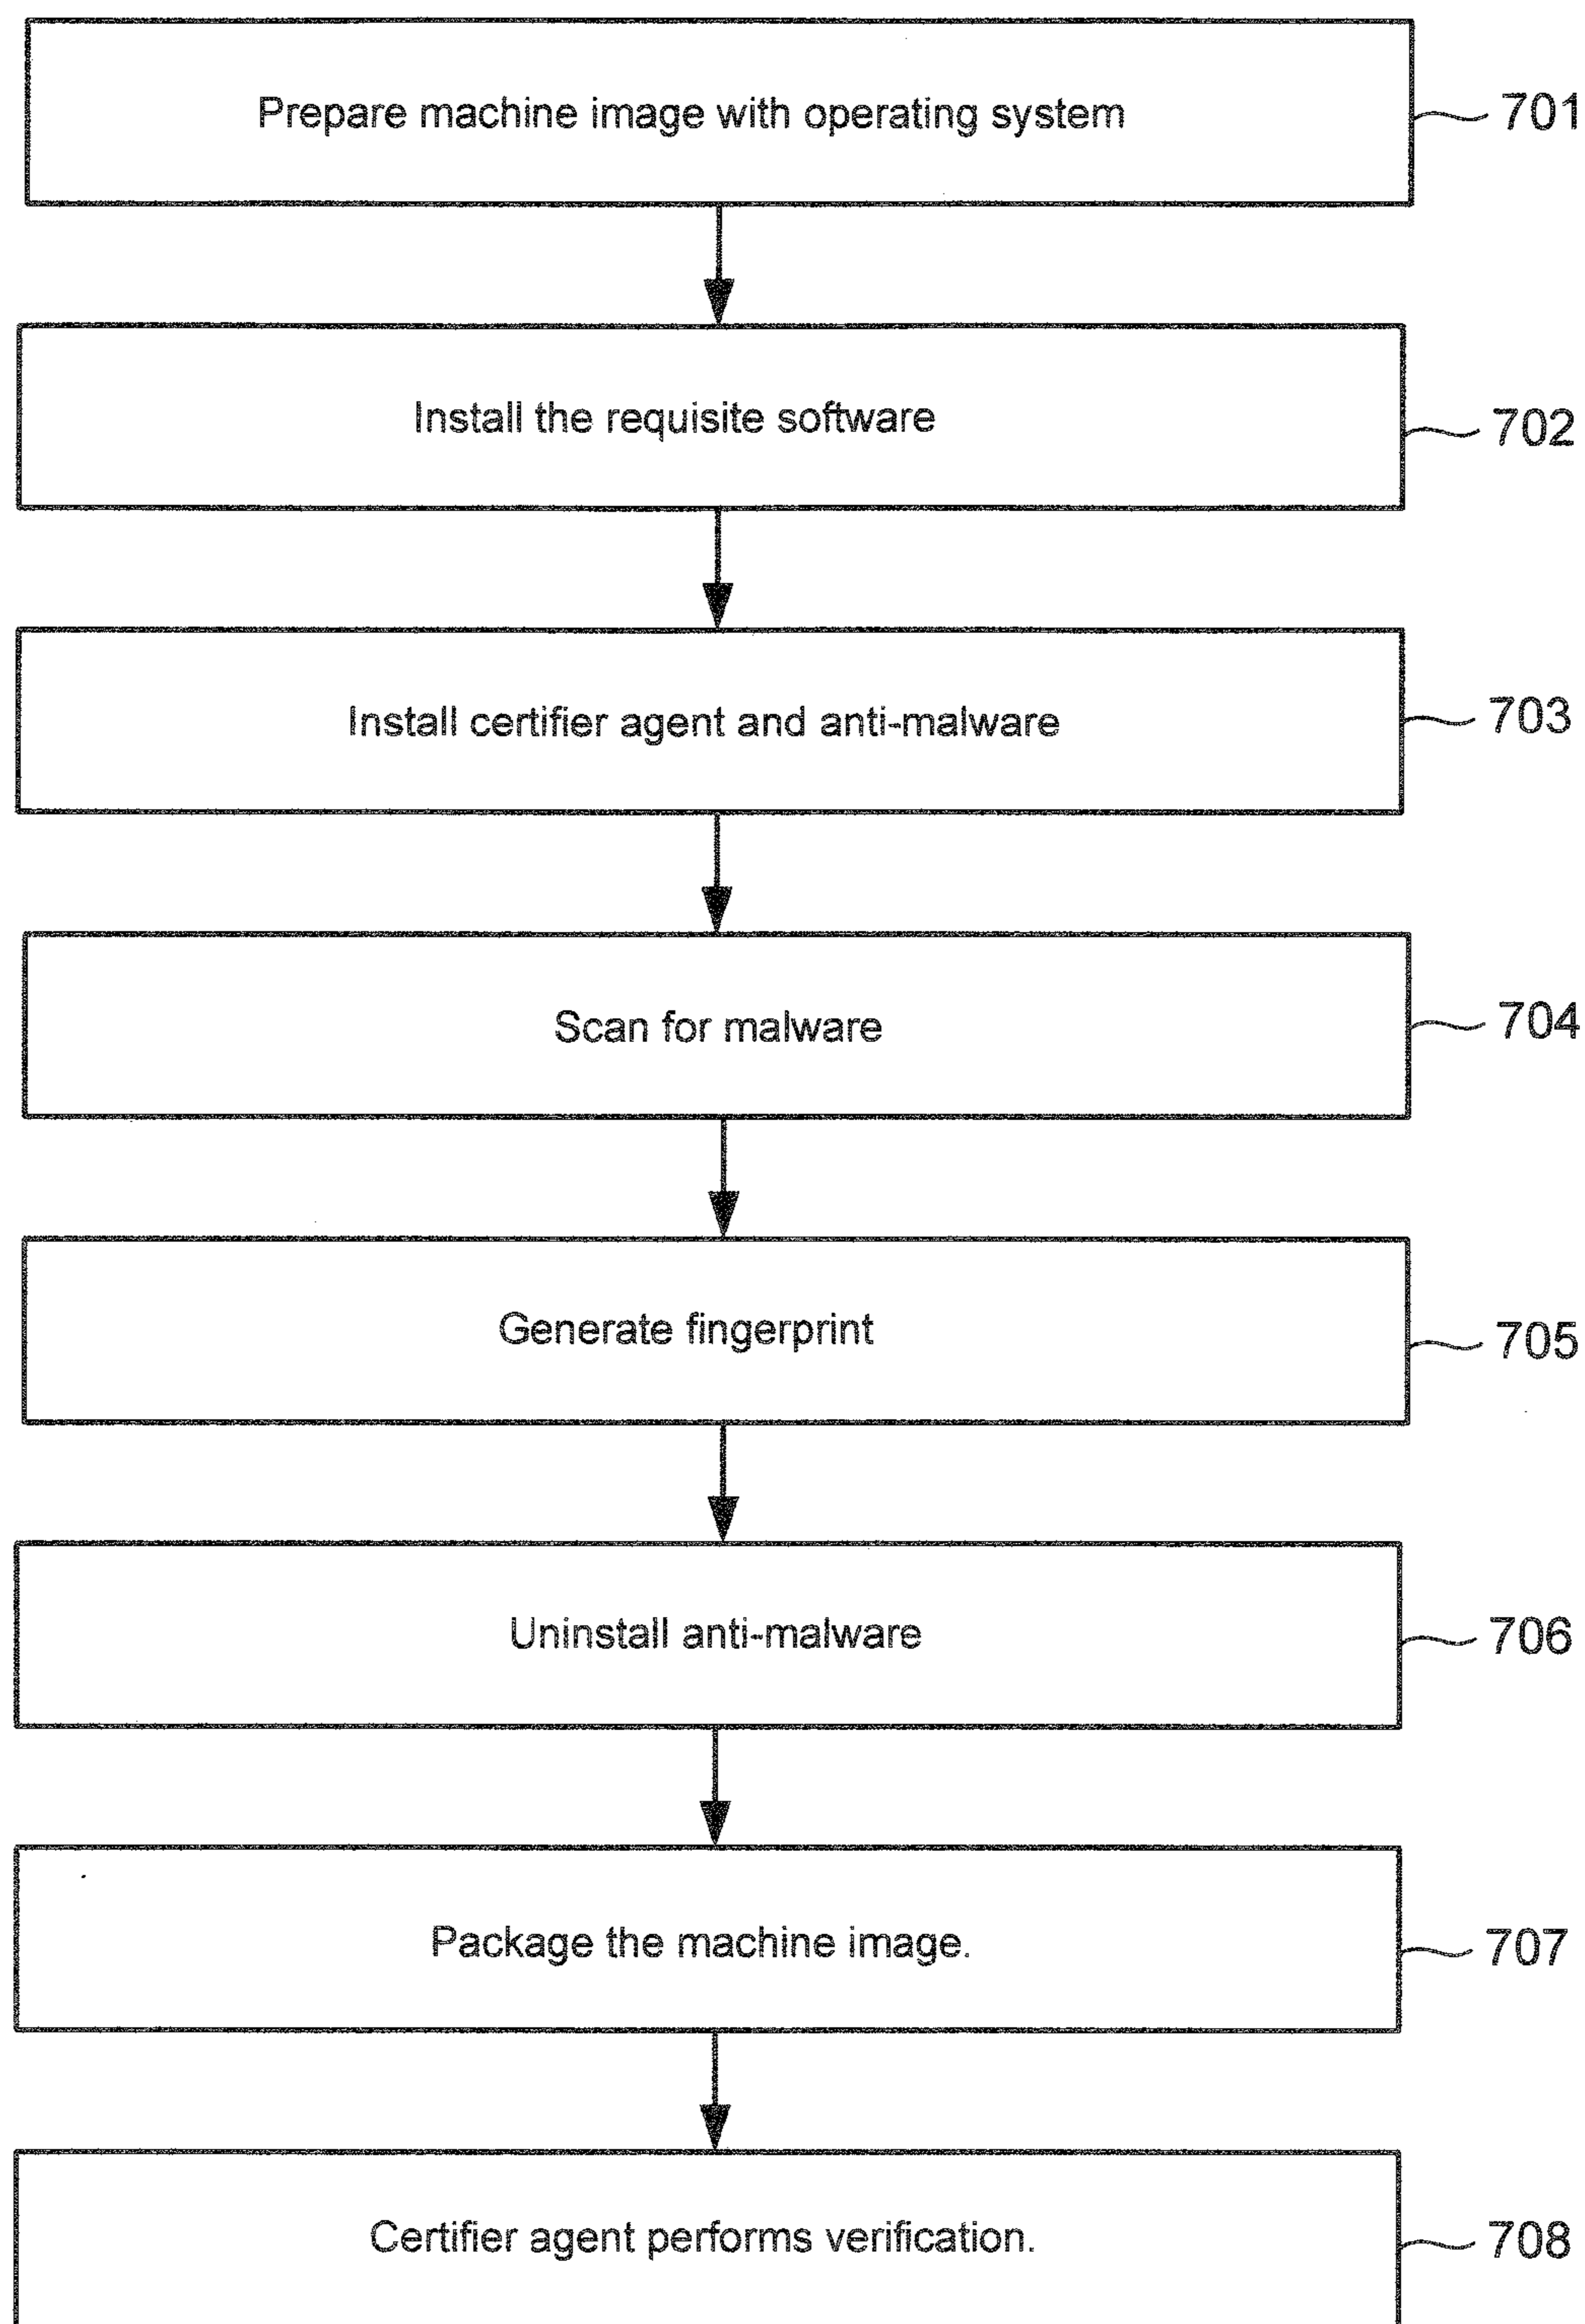 Prepare machine image with operating system
701
Install the requisite software
702
Install certifier agent and anti-malware
703
Scan for malware
704
Generate fingerprint
705
Uninstall anti-malware
706
Package the machine image.
707
Certifier agent performs verification.
708